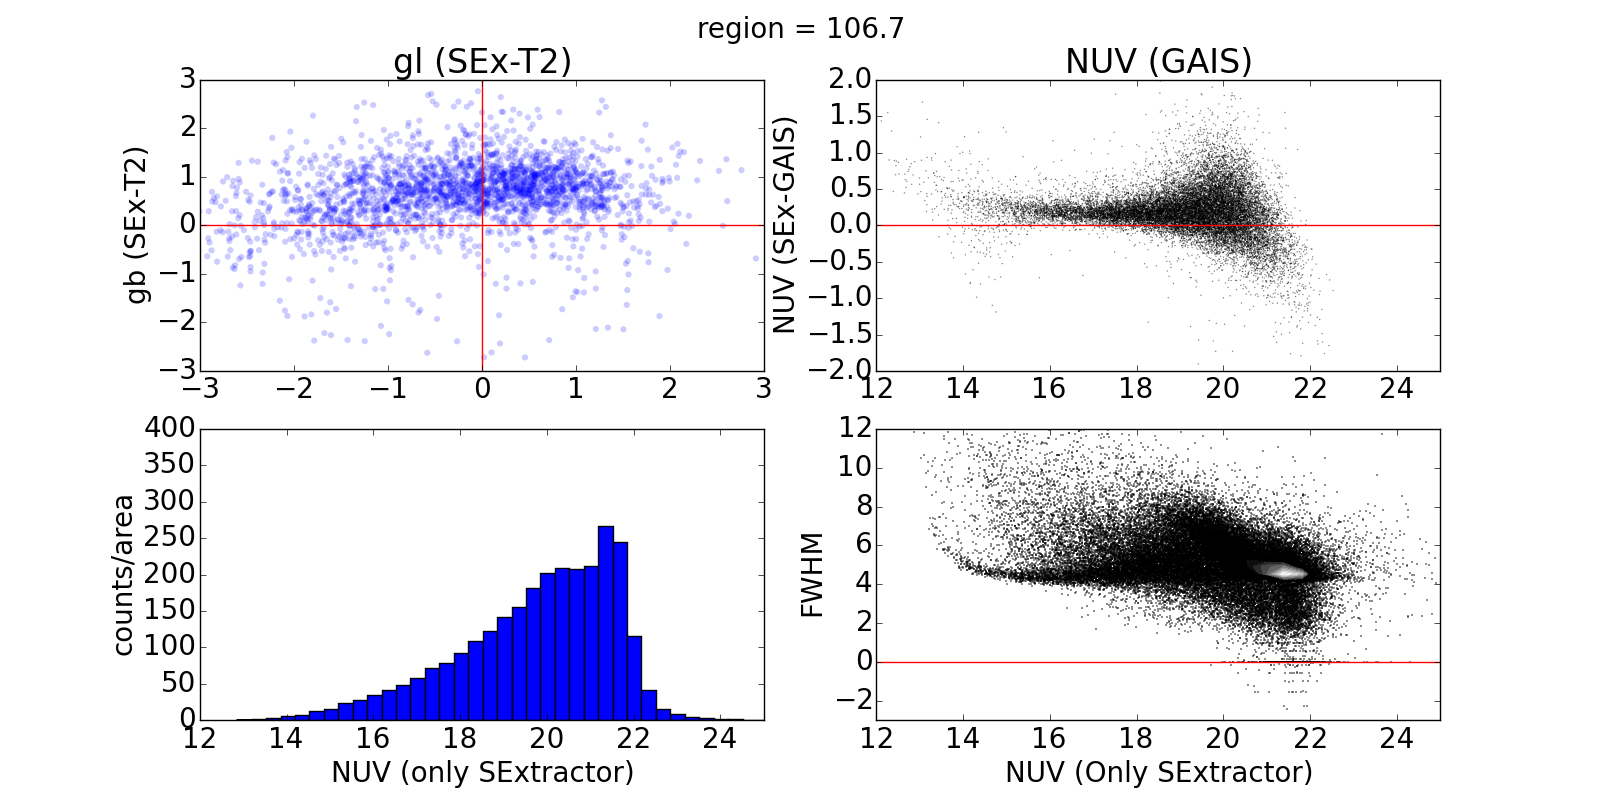 region = 106.7
gl (SEx-T2)
NUV (GAIS)
gb (SEx-T2)
3
2
1
0
−1
−2
−3
−3 −2 −1 0 1 2 3
NUV (SEx-GAIS)
2.0
1.5
1.0
0.5
0.0
−0.5
−1.0
−1.5
−2.0
12 14 16 18 20 22 24
counts/area
400
350
300
250
200
150
100
50
0
12 14 16 18 20 22 24
NUV (only SExtractor)
FWHM
12
10
8
6
4
2
0
−2
12 14 16 18 20 22 24
NUV (Only SExtractor)